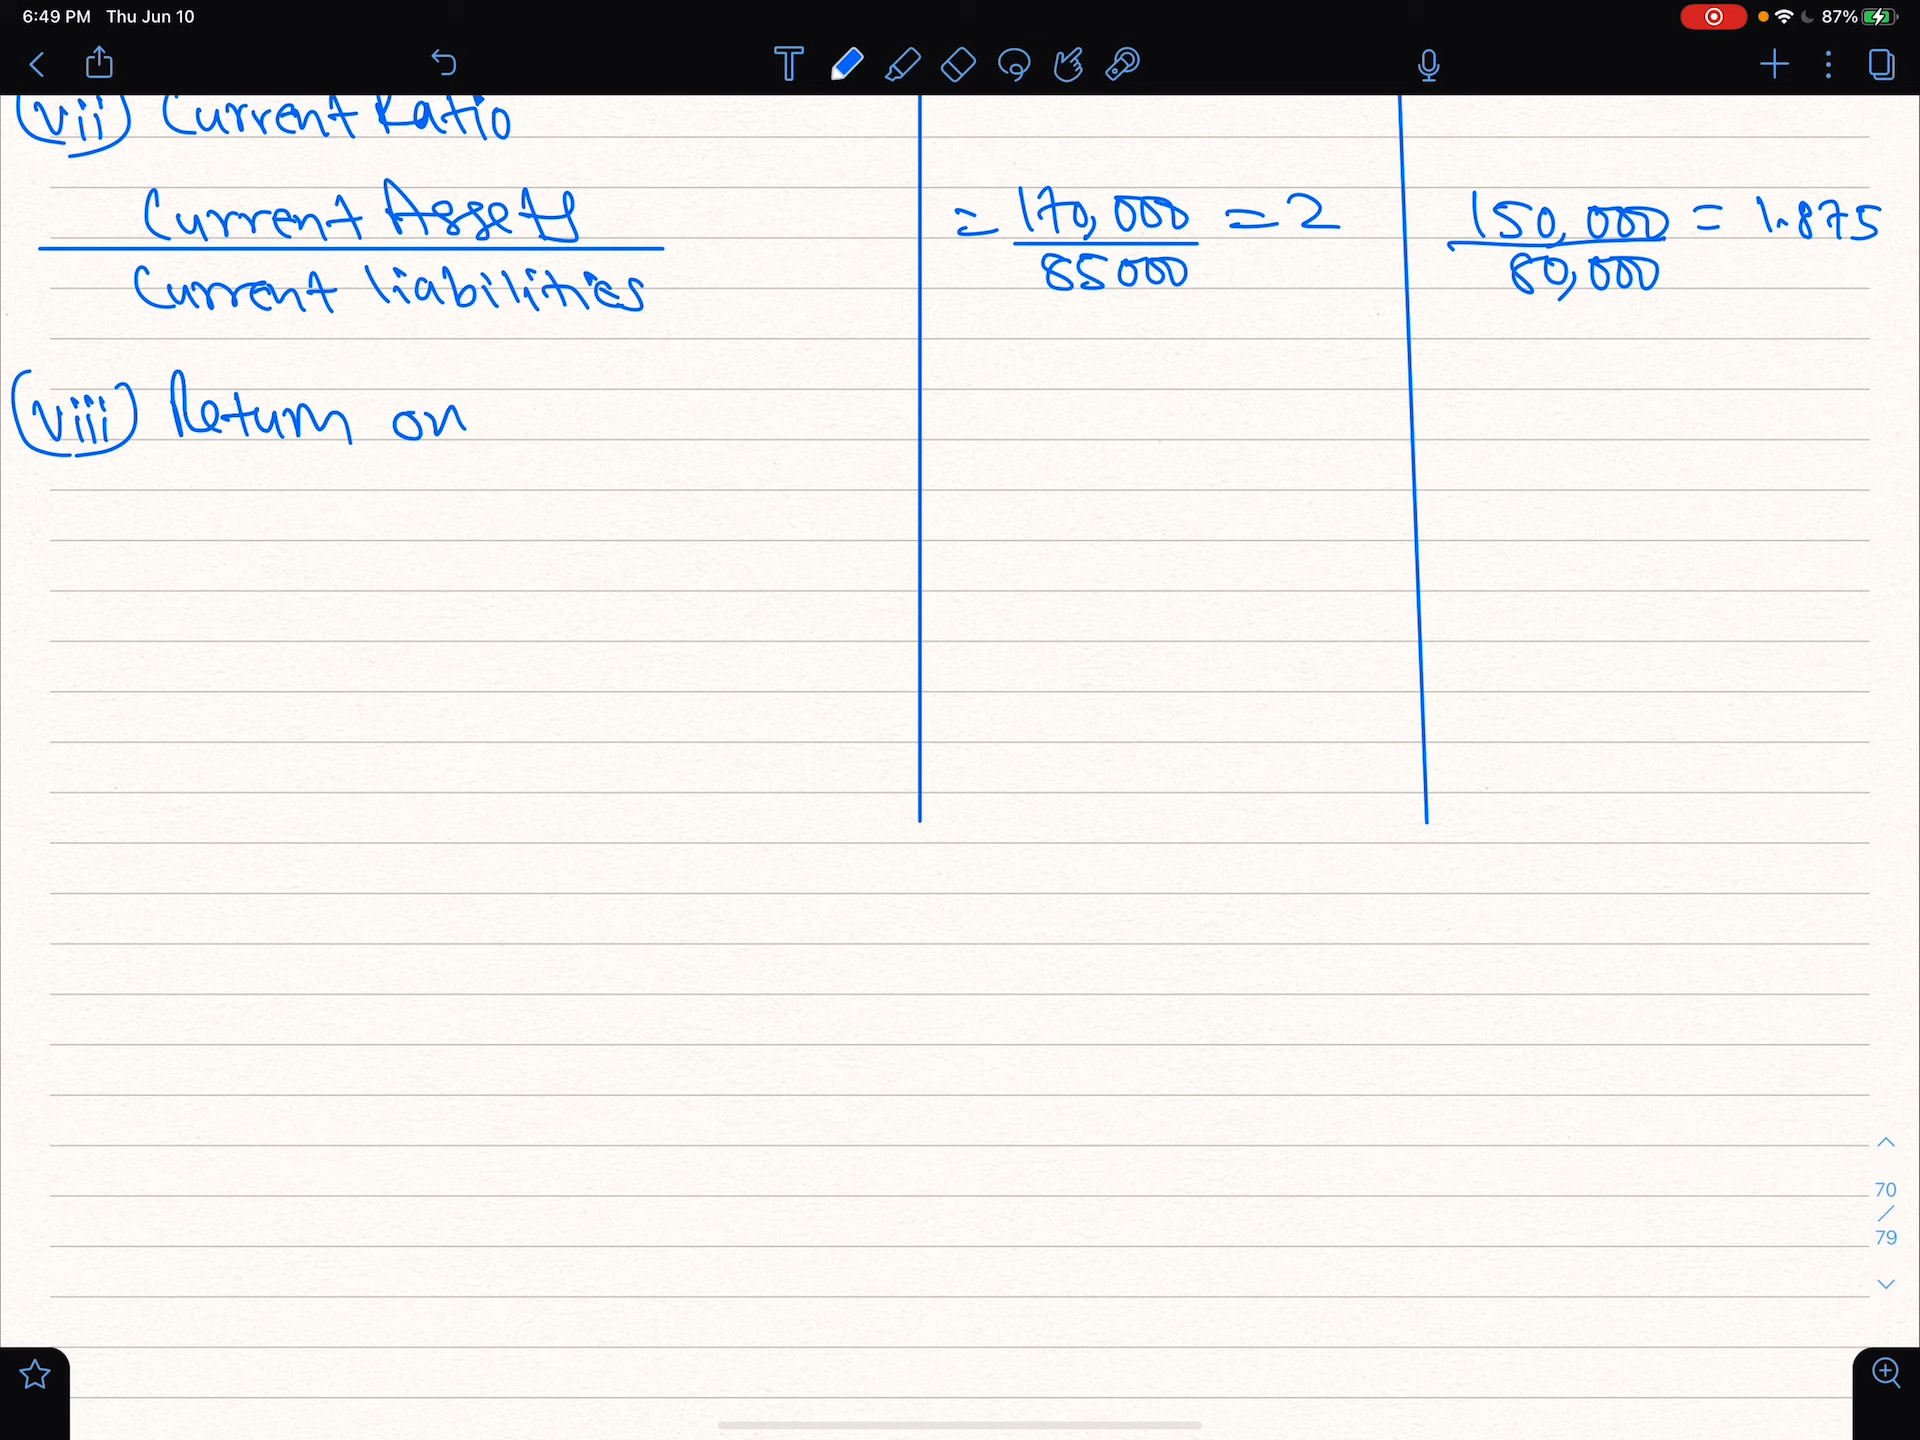 6:49 PM Thu Jun 10
87%
(vii) Current Ratio
Current Assets
Current liabilities
= 170,000 = 2
85000
150,000 = 1.875
80,000
(viii) Return on
70
/
79